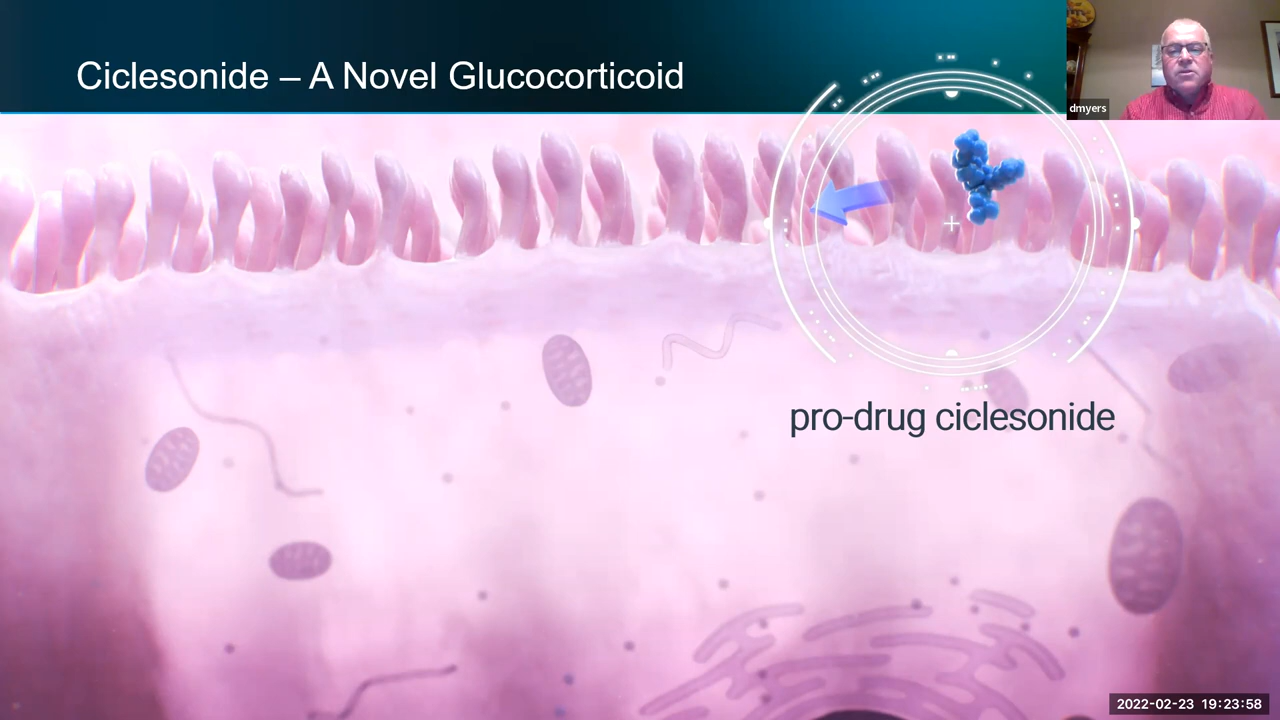 Ciclesonide – A Novel Glucocorticoid
dmyers
pro-drug ciclesonide
2022-02-23 19:23:58